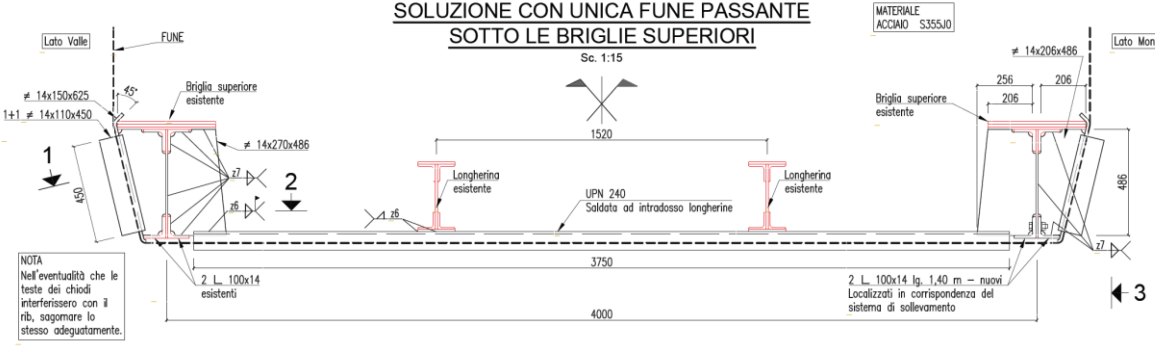 SOLUZIONE CON UNICA FUNE PASSANTE
SOTTO LE BRIGLIE SUPERIORI
Sc. 1:15
MATERIALE
ACCIAIO S355J0
Lato Valle
FUNE
Lato Mon
≠ 14x206x486
≠ 14x150x625
45°
Briglia superiore
esistente
1+1 ≠ 14x110x450
≠ 14x270x486
1520
Briglia superiore
esistente
256
206
206
1
450
z7
z6
2
Longherina
esistente
Longherina
esistente
UPN 240
Saldata ad intradosso longherine
z6
486
z7
NOTA
Nell'eventualità che le
teste dei chiodi
interferissero con il
rib, sagomare lo
stesso adeguatamente.
2 L 100x14
esistenti
3750
2 L 100x14 lg. 1,40 m – nuovi
Localizzati in corrispondenza del
sistema di sollevamento
3
4000